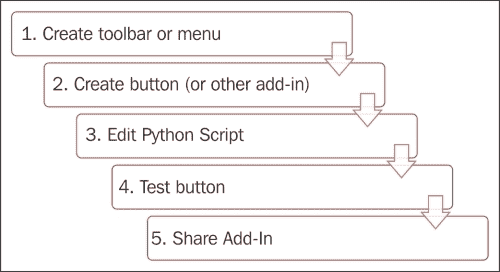 1. Create toolbar or menu
2. Create button (or other add-in)
3. Edit Python Script
4. Test button
5. Share Add-In